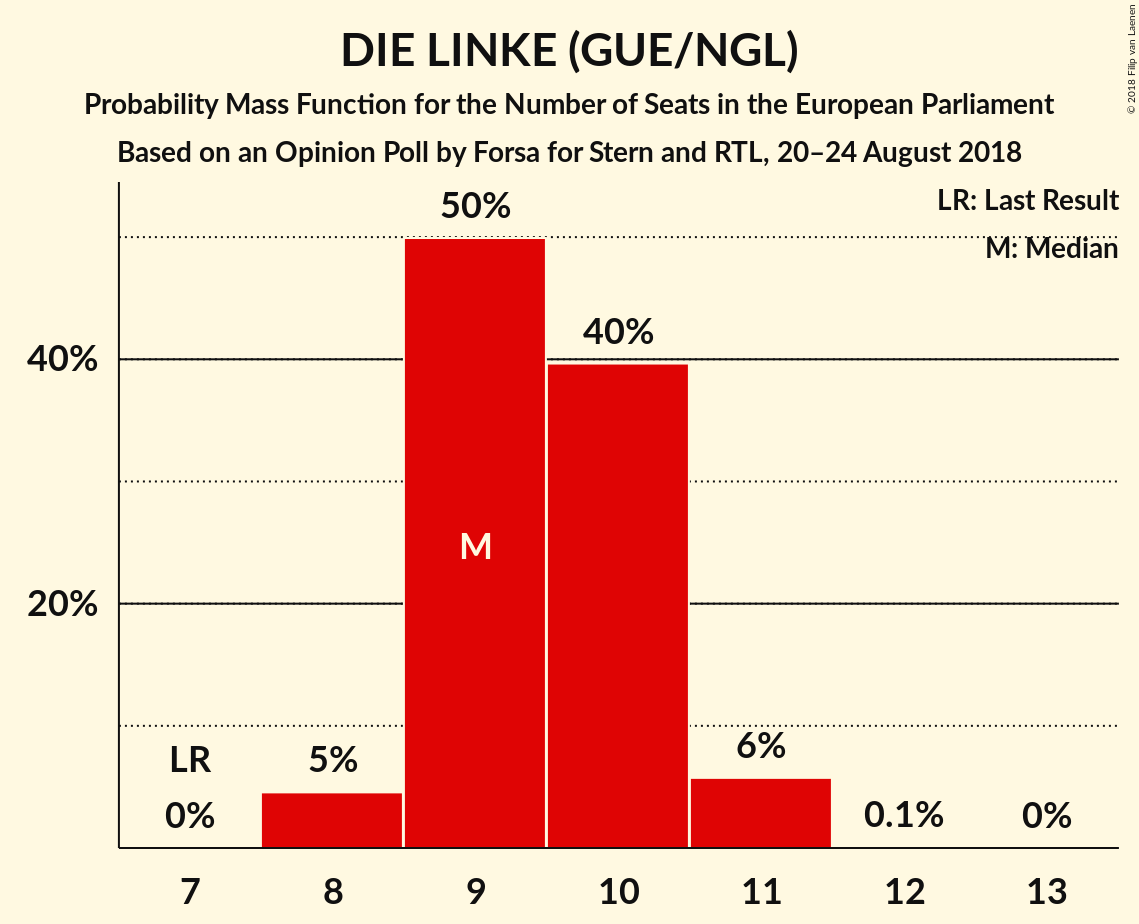 DIE LINKE (GUE/NGL)
Probability Mass Function for the Number of Seats in the European Parliament
Based on an Opinion Poll by Forsa for Stern and RTL, 20–24 August 2018
© 2018 Filip van Laenen
LR: Last Result
M: Median
50%
40%
40%
M
20%
LR
5%
6%
0%
0.1%
0%
7 8 9 10 11 12 13